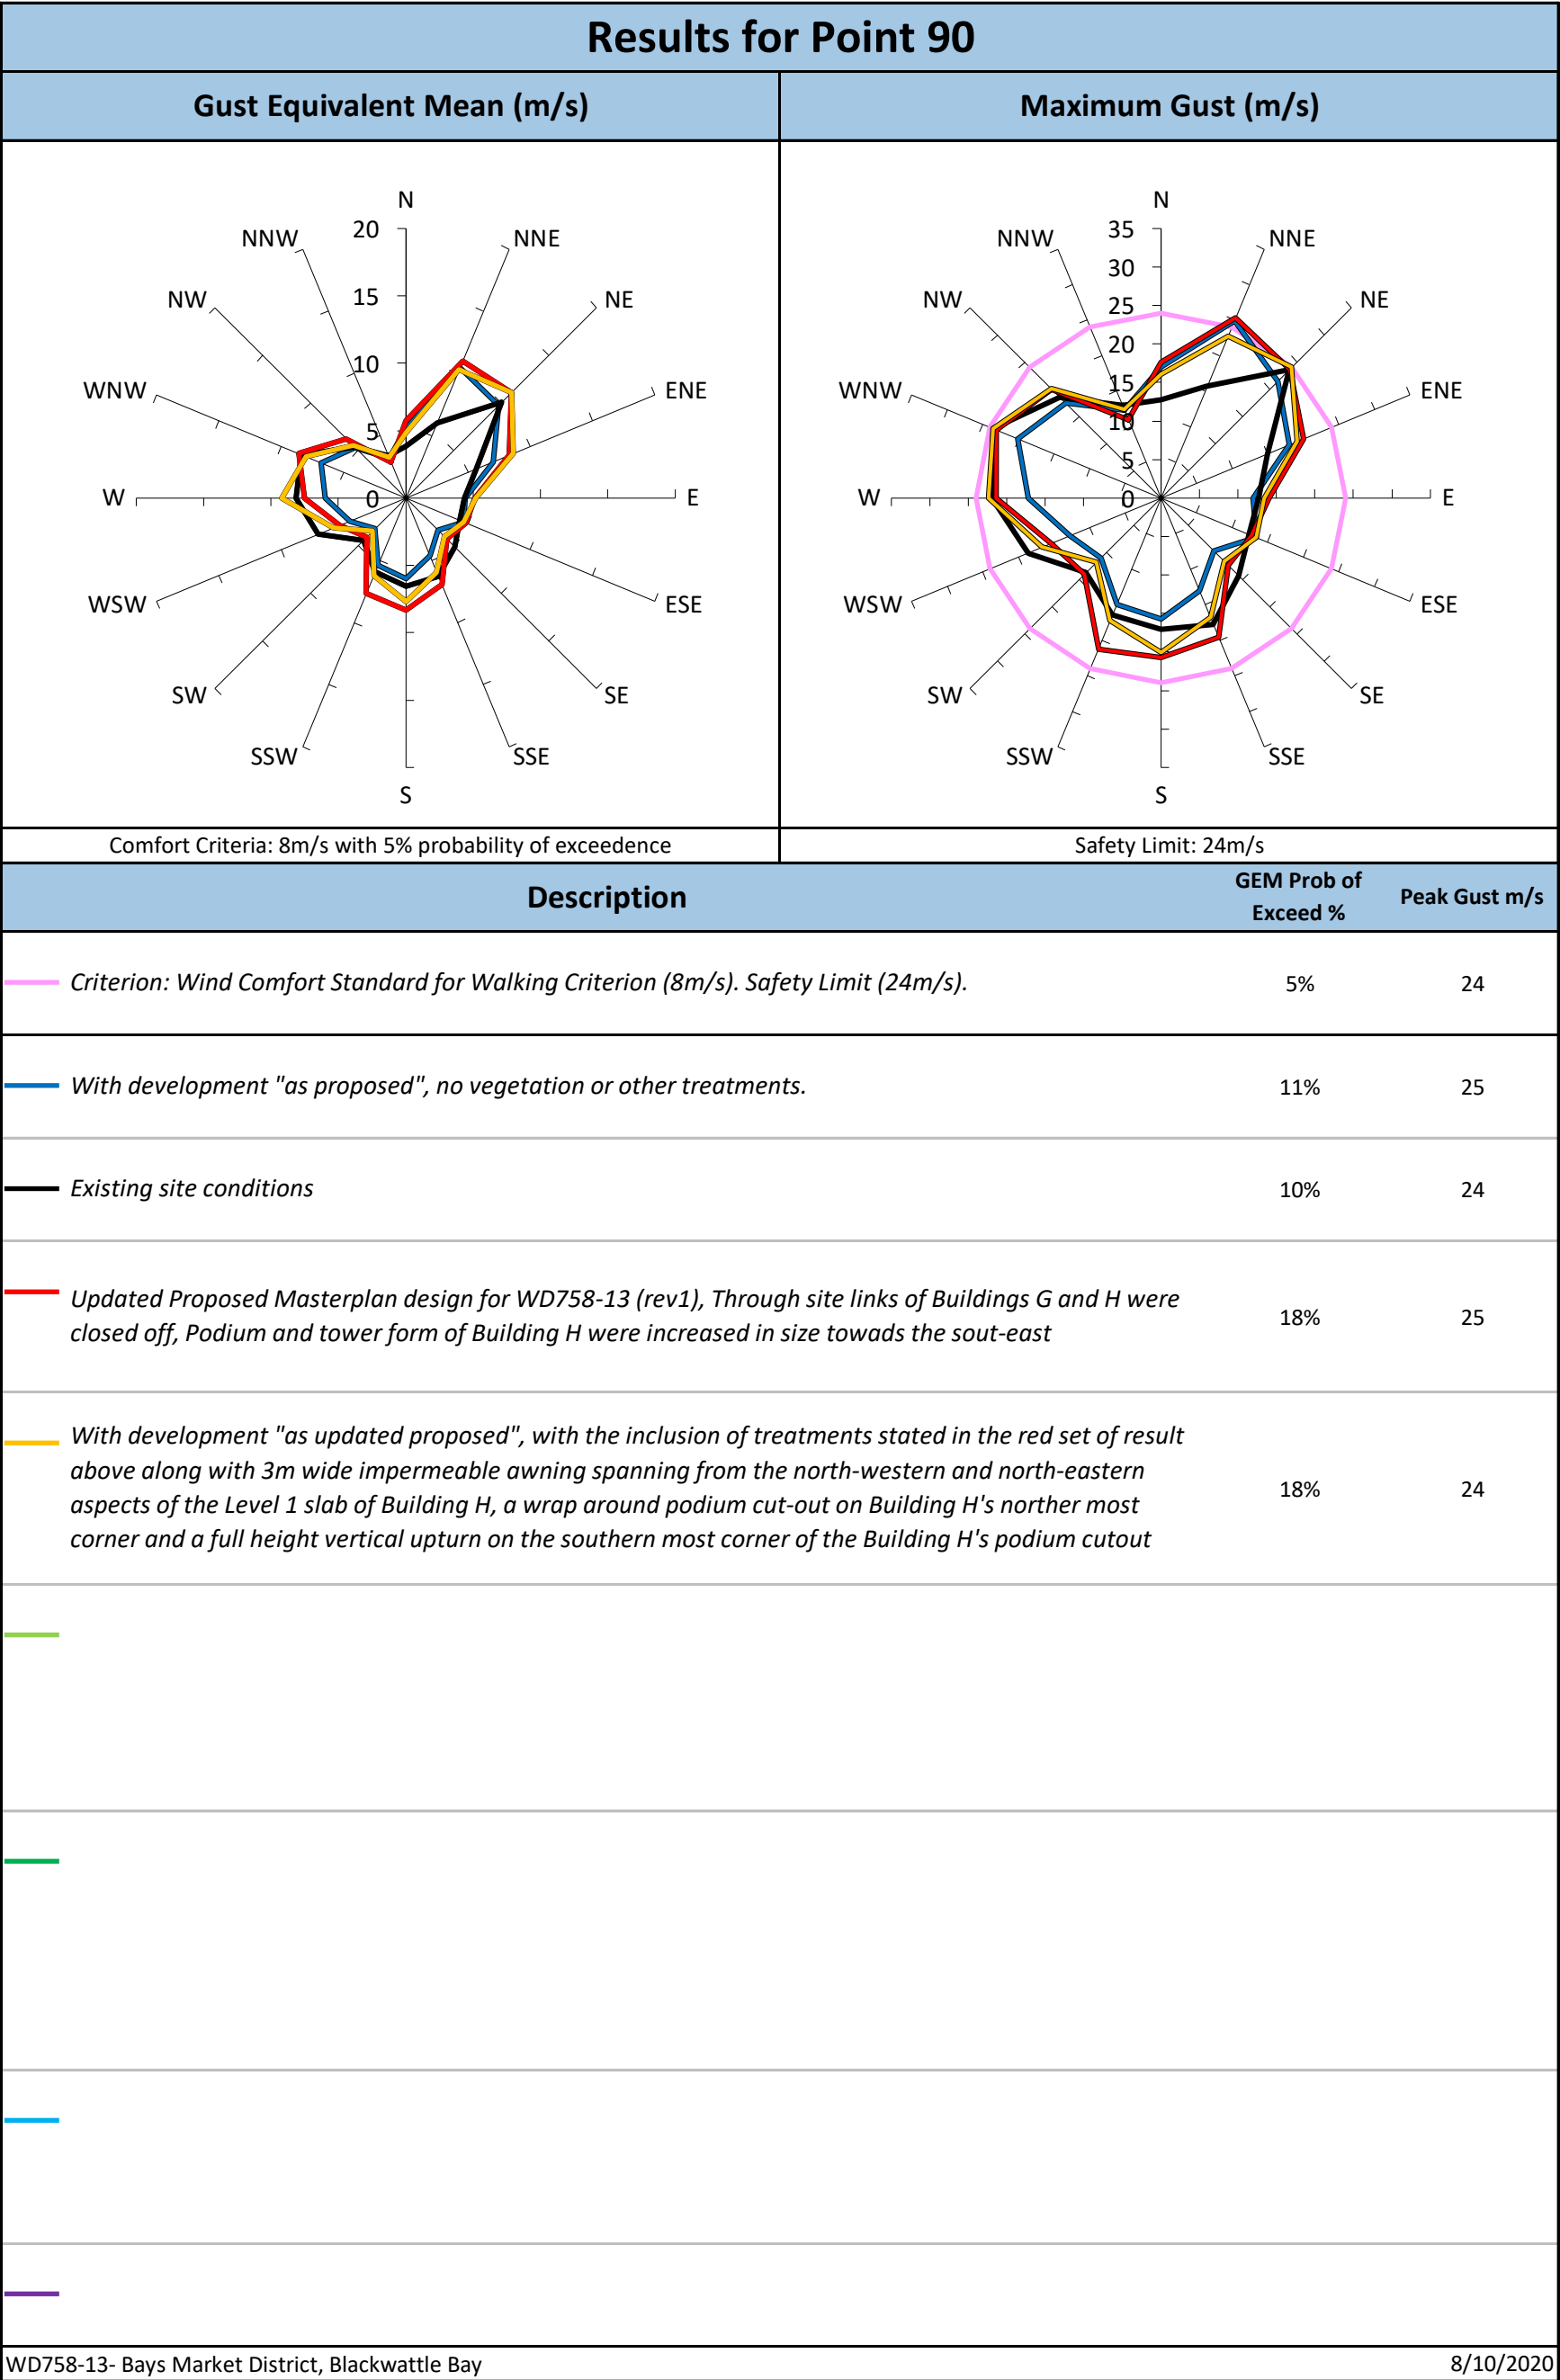 Results for Point 90
Gust Equivalent Mean (m/s)
Maximum Gust (m/s)
N
NNE
NE
ENE
E
ESE
SE
SSE
S
SSW
SW
WSW
W
WNW
NW
NNW
20
15
10
5
0
N
NNE
NE
ENE
E
ESE
SE
SSE
S
SSW
SW
WSW
W
WNW
NW
NNW
35
30
25
20
15
10
5
0
Comfort Criteria: 8m/s with 5% probability of exceedence
Safety Limit: 24m/s
Description
GEM Prob of
Exceed %
Peak Gust m/s
Criterion: Wind Comfort Standard for Walking Criterion (8m/s). Safety Limit (24m/s).
5%
24
With development "as proposed", no vegetation or other treatments.
11%
25
Existing site conditions
10%
24
Updated Proposed Masterplan design for WD758-13 (rev1), Through site links of Buildings G and H were
closed off, Podium and tower form of Building H were increased in size towads the sout-east
18%
25
With development "as updated proposed", with the inclusion of treatments stated in the red set of result
above along with 3m wide impermeable awning spanning from the north-western and north-eastern
aspects of the Level 1 slab of Building H, a wrap around podium cut-out on Building H's norther most
corner and a full height vertical upturn on the southern most corner of the Building H's podium cutout
18%
24
WD758-13- Bays Market District, Blackwattle Bay
8/10/2020